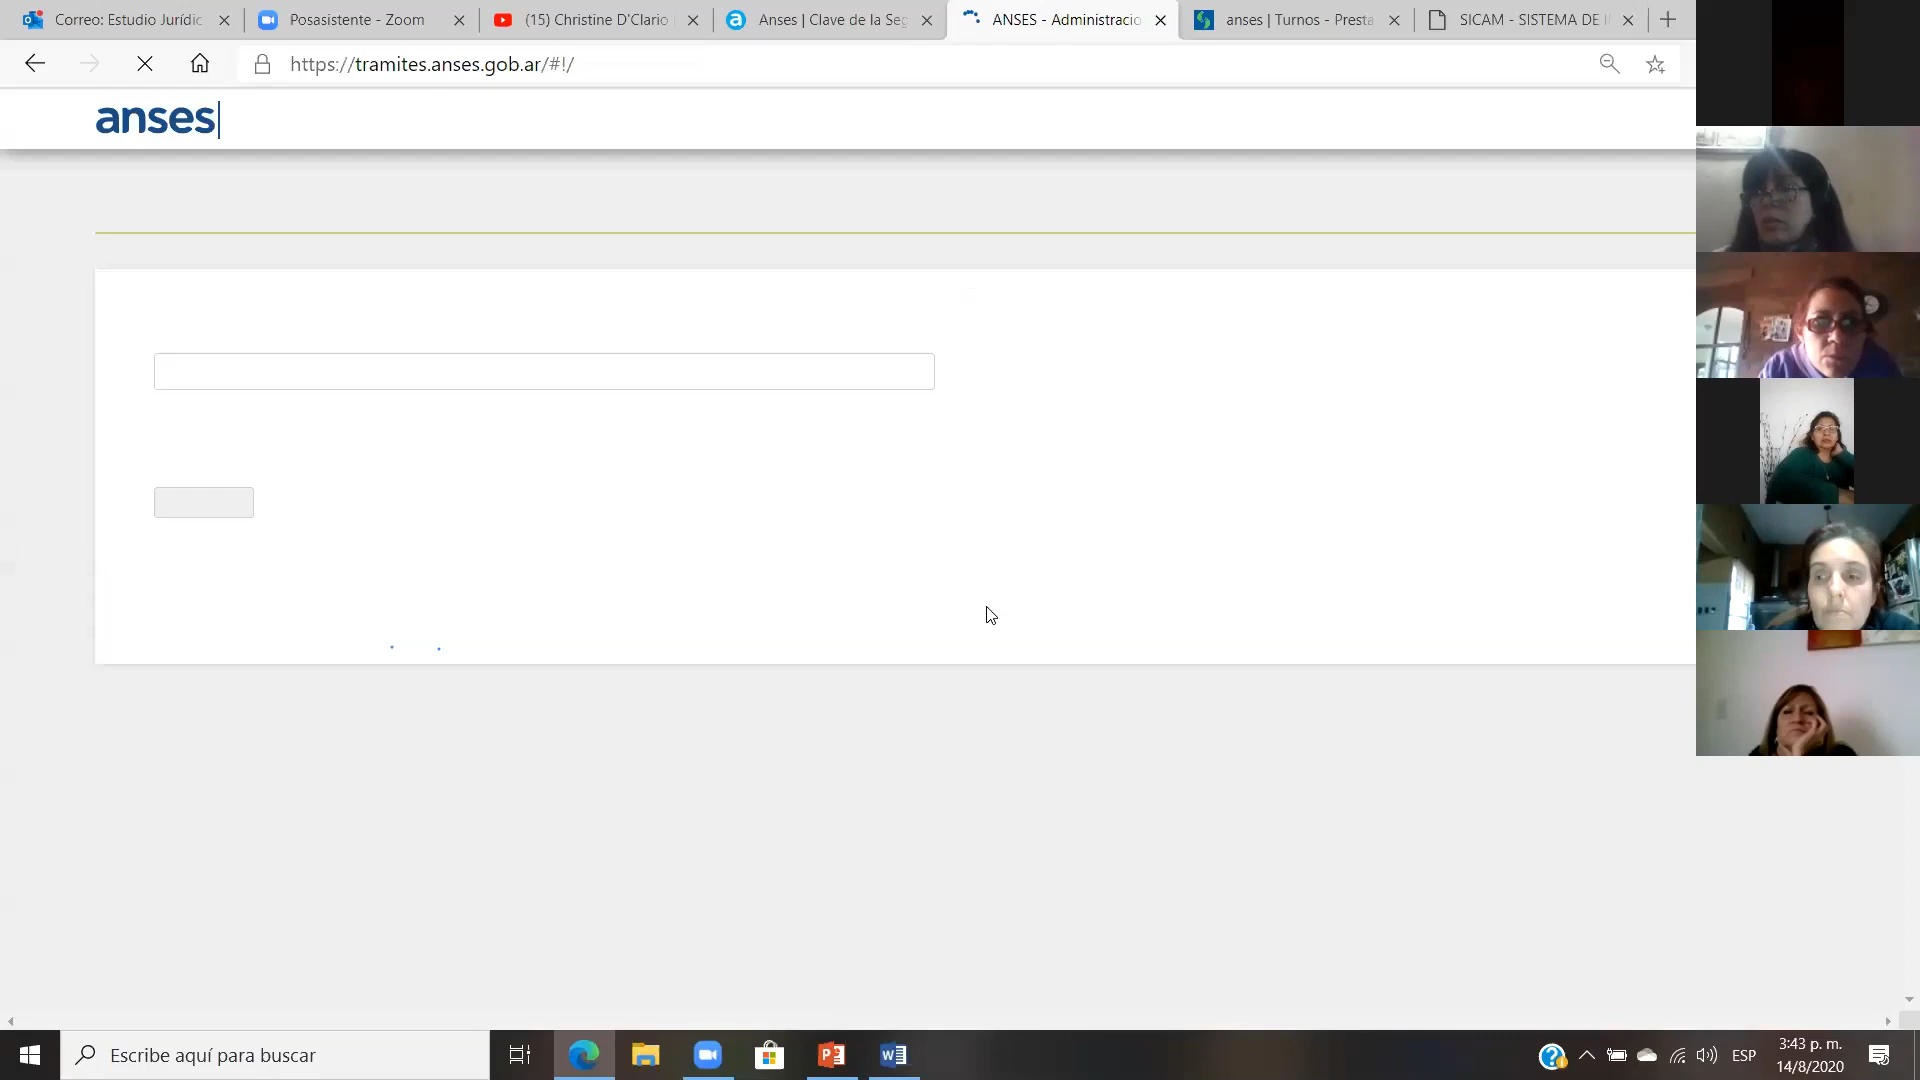 Correo: Estudio Jurídic
Posasistente - Zoom
(15) Christine D'Clario
Anses | Clave de la Seg
ANSES - Administracio
anses | Turnos - Presta
SICAM - SISTEMA DE I
https://tramites.anses.gob.ar/#!/
anses
Escribe aquí para buscar
ESP
3:43 p. m.
14/8/2020